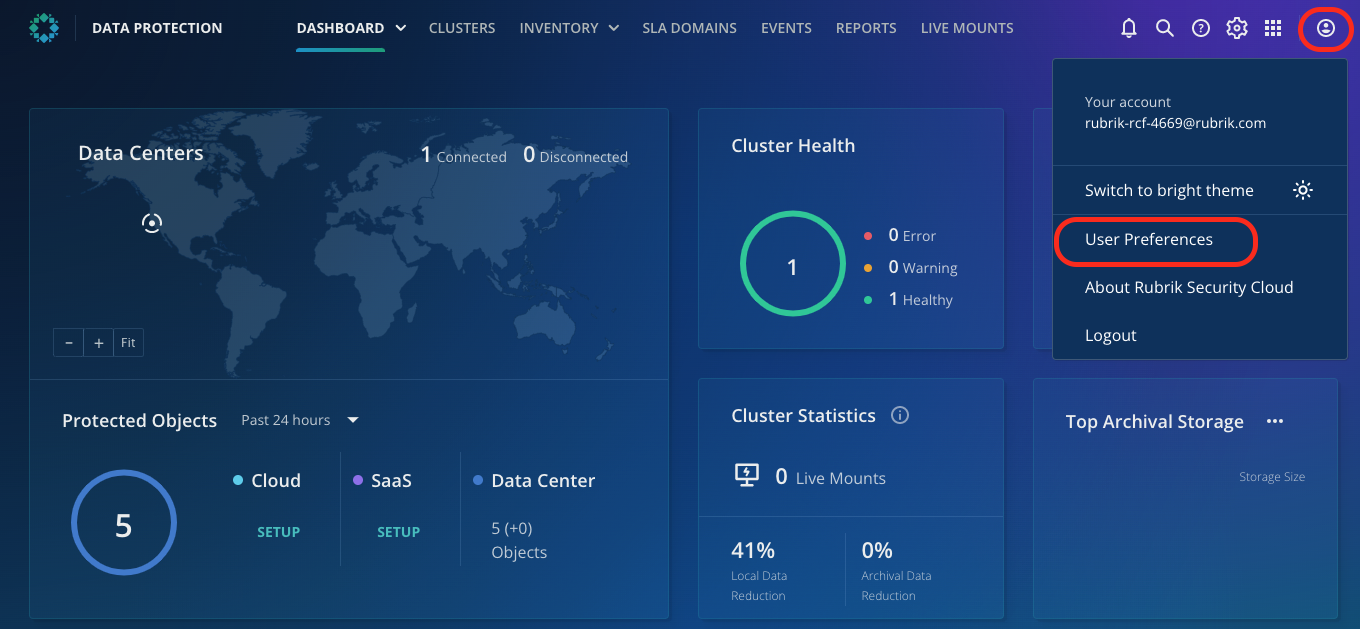 DATA PROTECTION
DASHBOARD
CLUSTERS
INVENTORY
SLA DOMAINS
EVENTS
REPORTS
LIVE MOUNTS
Your account
rubrik-rcf-4669@rubrik.com
Switch to bright theme
User Preferences
About Rubrik Security Cloud
Logout
Data Centers
1 Connected
0 Disconnected
− + Fit
Cluster Health
1
0 Error
0 Warning
1 Healthy
Protected Objects
Past 24 hours
5
Cloud
SETUP
SaaS
SETUP
Data Center
5 (+0)
Objects
Cluster Statistics
0 Live Mounts
41%
Local Data
Reduction
0%
Archival Data
Reduction
Top Archival Storage
Storage Size